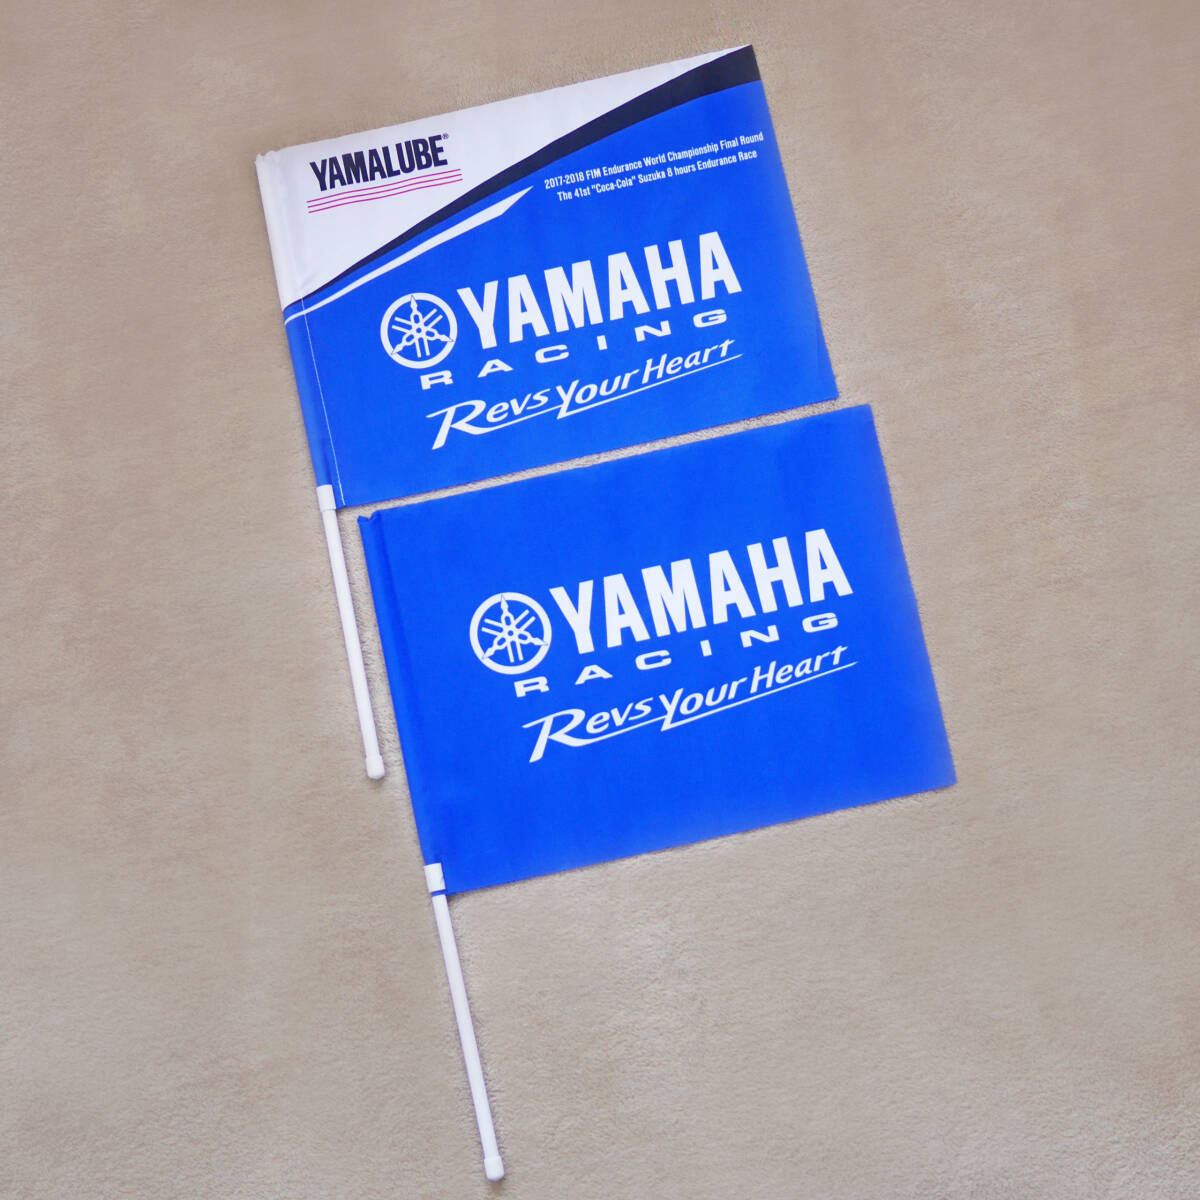 YAMALUBE®
2017-2018 FIM Endurance World Championship Final Round
The 41st "Coca-Cola" Suzuka 8 hours Endurance Race
YAMAHA
RACING
Revs Your Heart
YAMAHA
RACING
Revs Your Heart